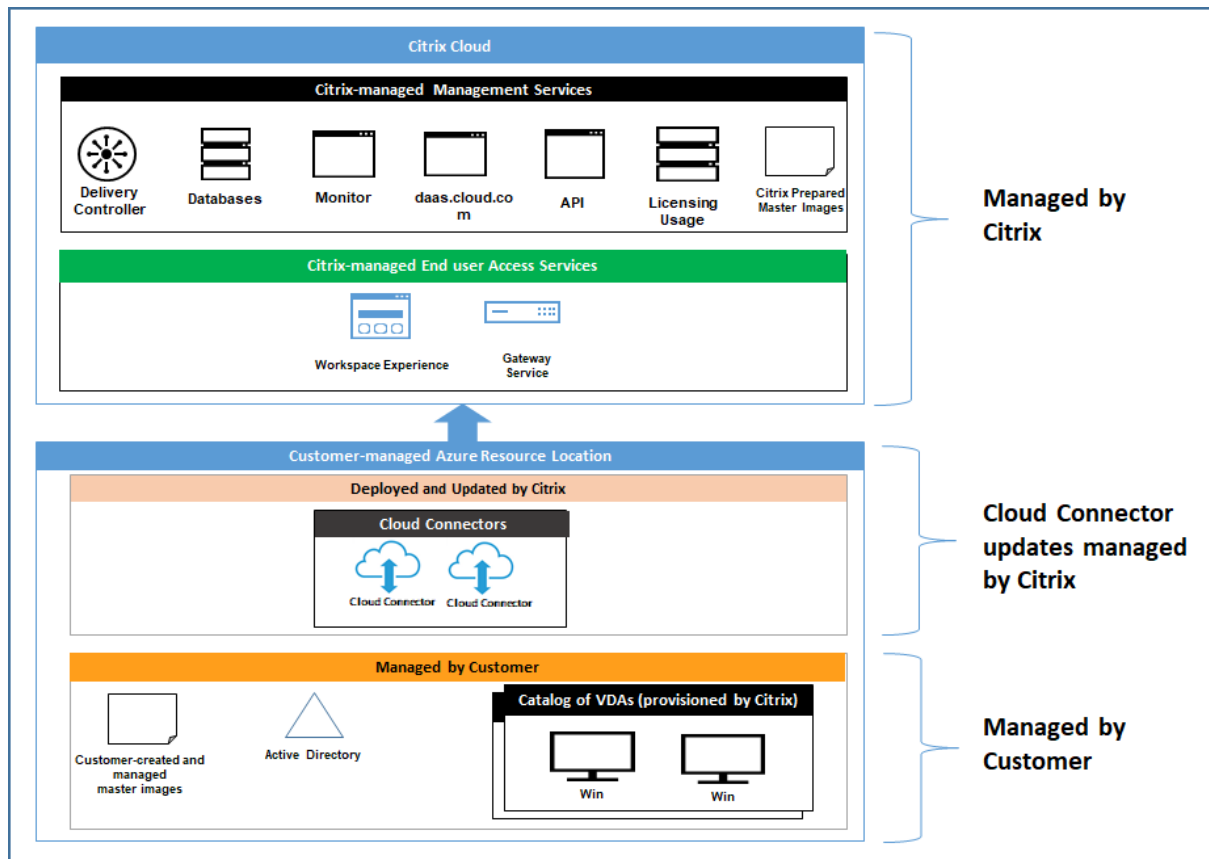 Citrix Cloud
Citrix-managed Management Services
Delivery
Controller
Databases
Monitor
daas.cloud.co
m
API
Licensing
Usage
Citrix Prepared
Master Images
Managed by
Citrix
Citrix-managed End user Access Services
Workspace Experience
Gateway
Service
Customer-managed Azure Resource Location
Deployed and Updated by Citrix
Cloud Connectors
Cloud Connector
Cloud Connector
Cloud Connector
updates managed
by Citrix
Managed by Customer
Customer-created and
managed
master images
Active Directory
Catalog of VDAs (provisioned by Citrix)
Win
Win
Managed by
Customer